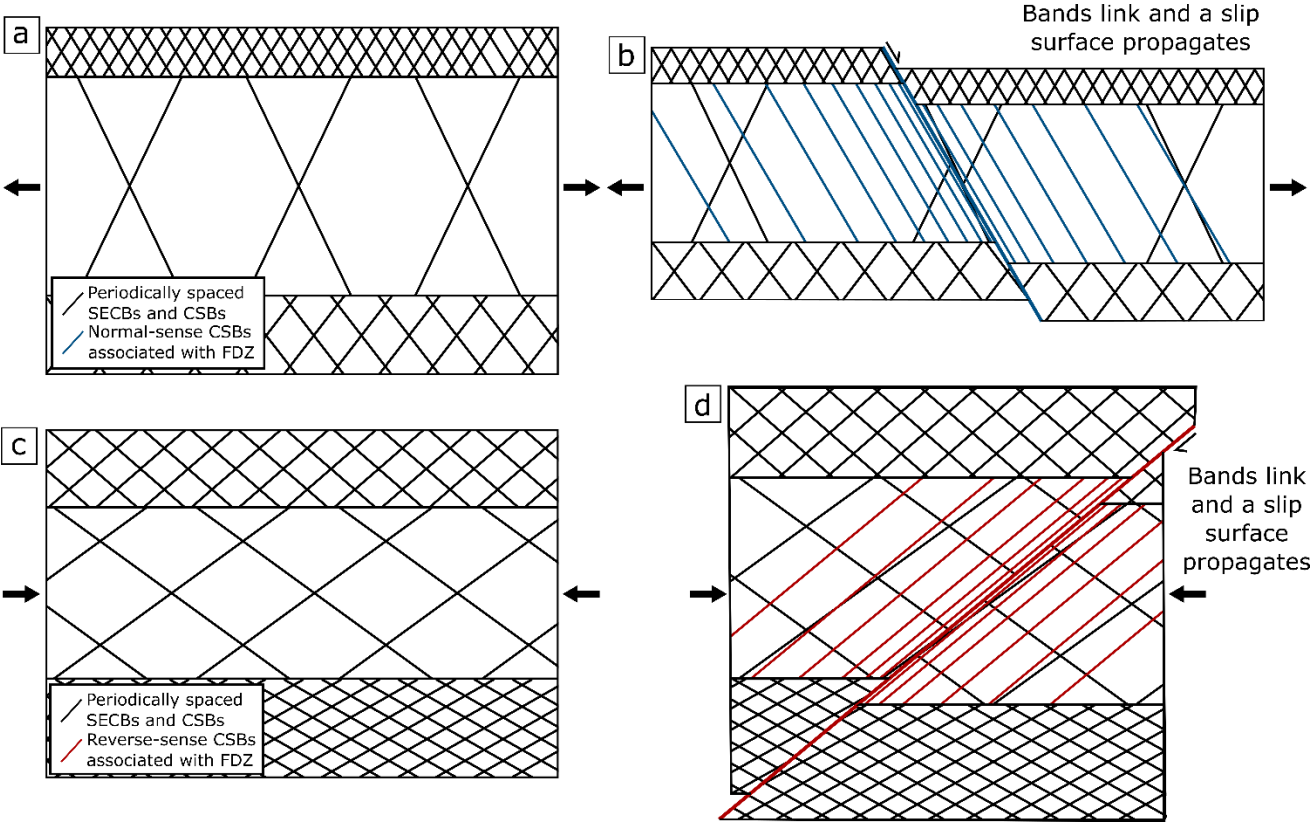 a
Periodically spaced
SECBs and CSBs
Normal-sense CSBs
associated with FDZ
b
Bands link and a slip
surface propagates
c
Periodically spaced
SECBs and CSBs
Reverse-sense CSBs
associated with FDZ
d
Bands link
and a slip
surface
propagates